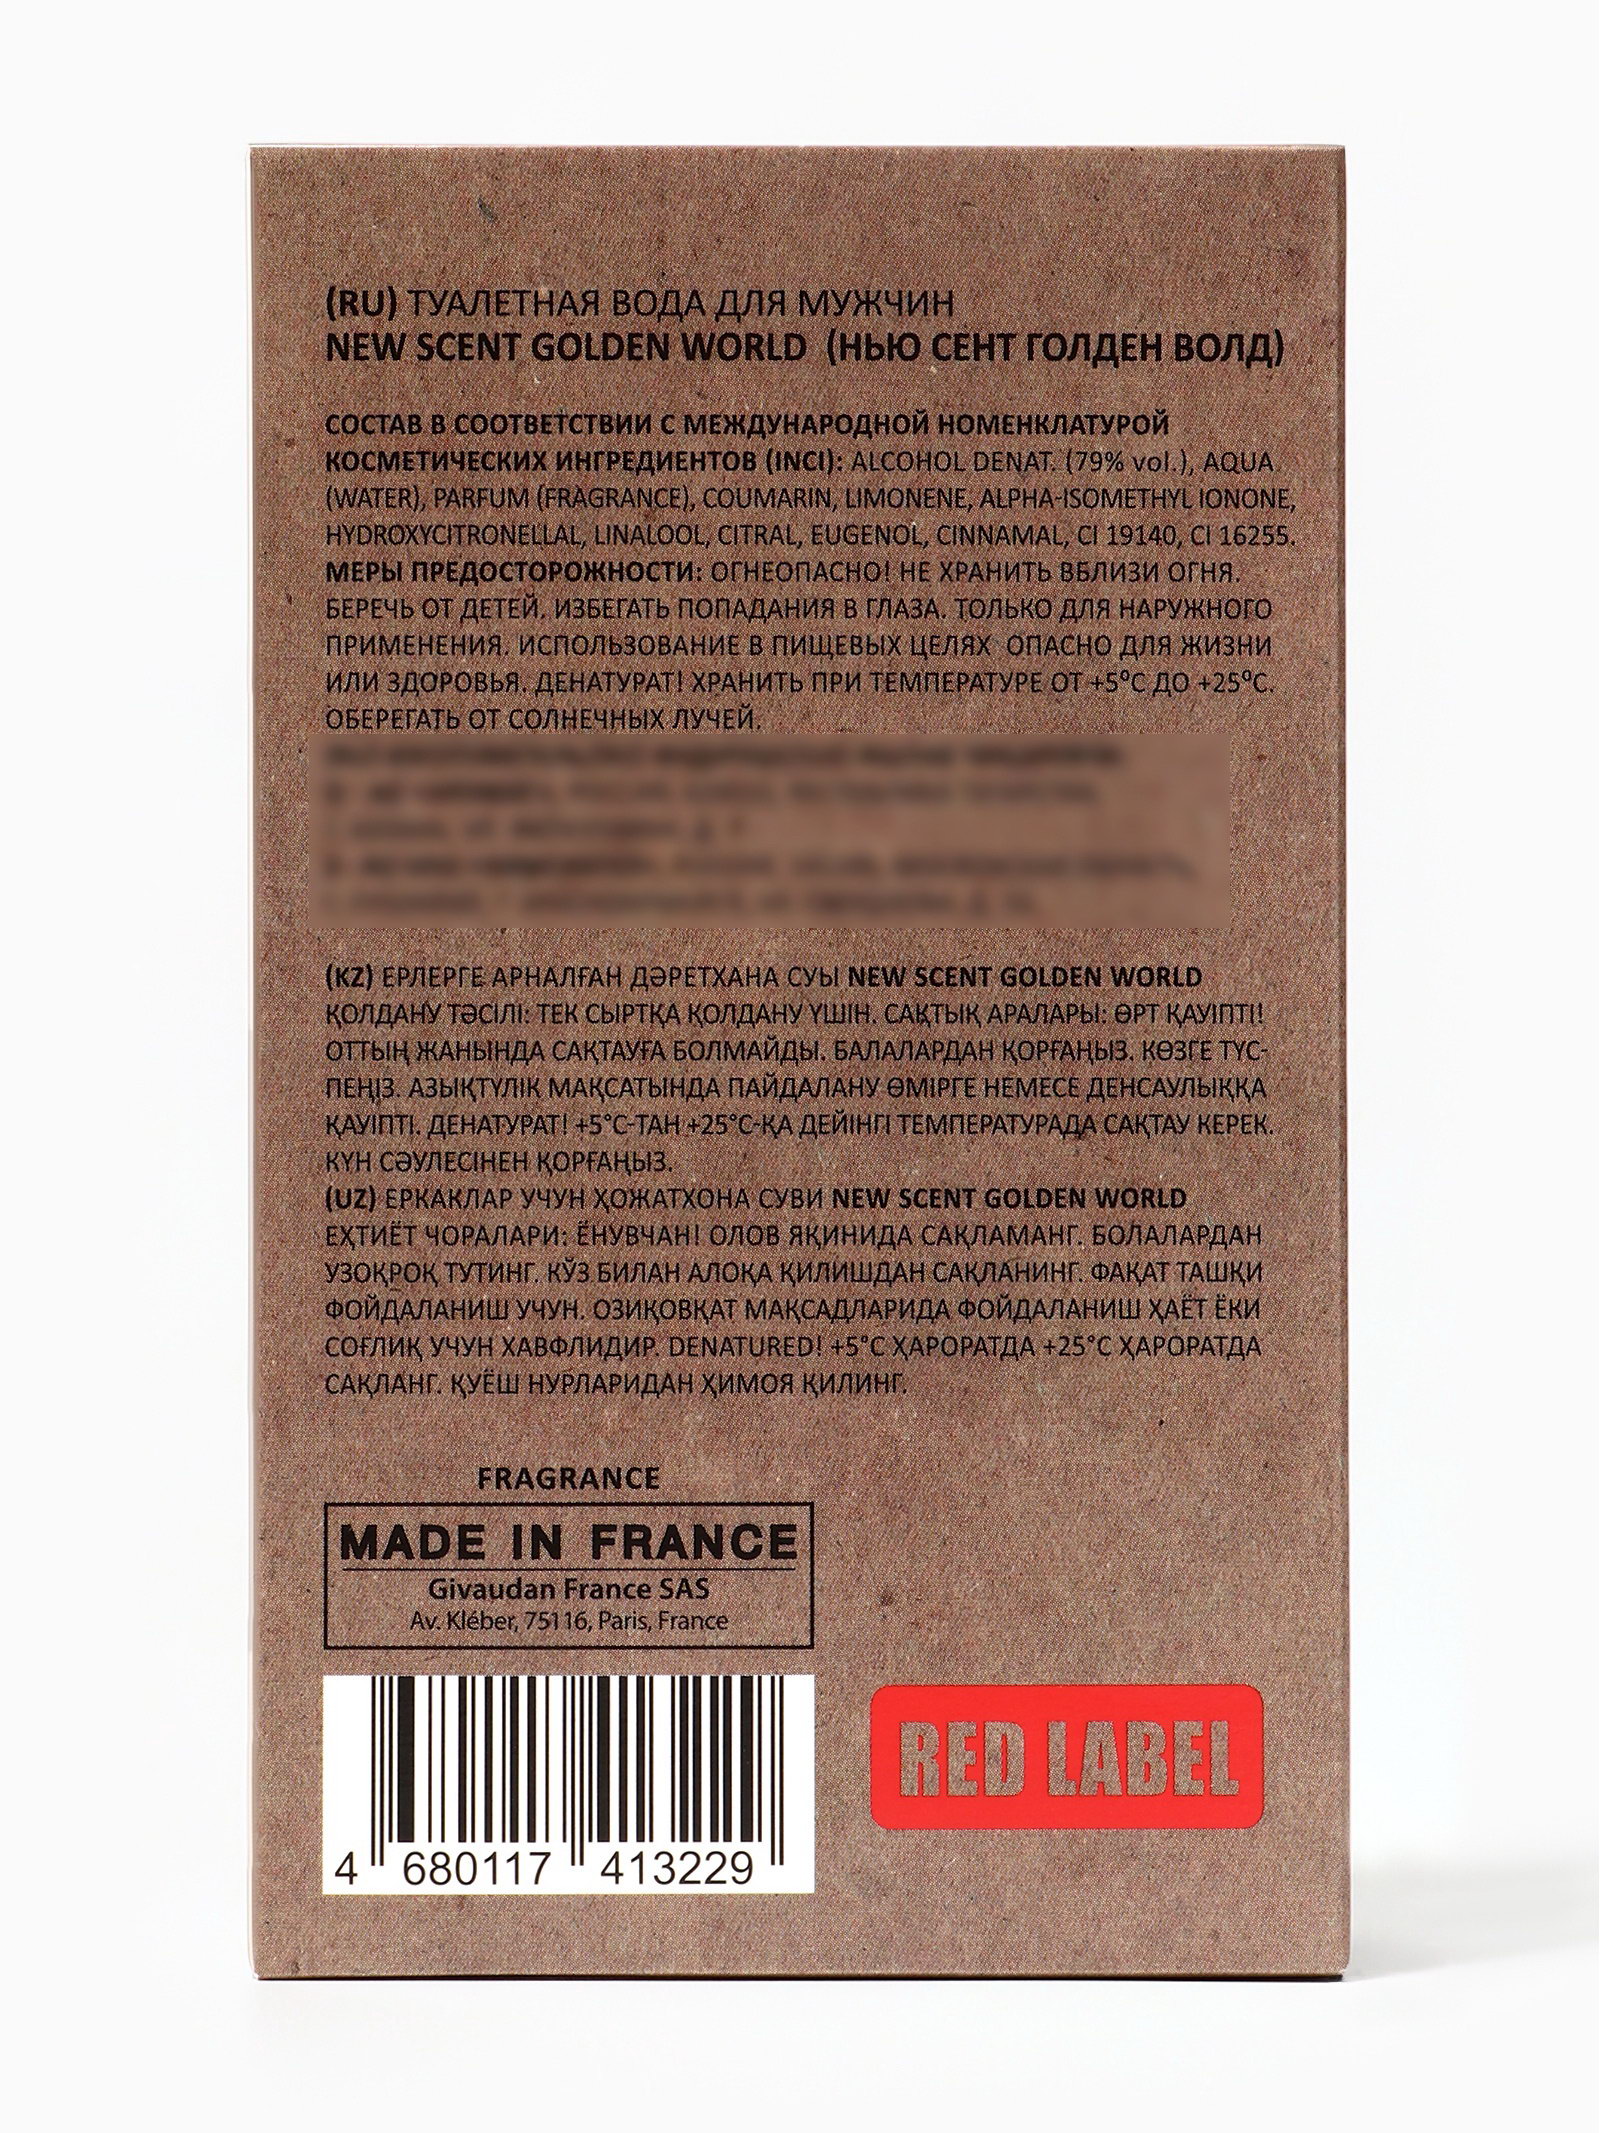 (RU) ТУАЛЕТНАЯ ВОДА ДЛЯ МУЖЧИН
NEW SCENT GOLDEN WORLD (НЬЮ СЕНТ ГОЛДЕН ВОЛД)
СОСТАВ В СООТВЕТСТВИИ С МЕЖДУНАРОДНОЙ НОМЕНКЛАТУРОЙ
КОСМЕТИЧЕСКИХ ИНГРЕДИЕНТОВ (INCI): ALCOHOL DENAT. (79% vol.), AQUA
(WATER), PARFUM (FRAGRANCE), COUMARIN, LIMONENE, ALPHA-ISOMETHYL IONONE,
HYDROXYCITRONELLAL, LINALOOL, CITRAL, EUGENOL, CINNAMAL, CI 19140, CI 16255.
МЕРЫ ПРЕДОСТОРОЖНОСТИ: ОГНЕОПАСНО! НЕ ХРАНИТЬ ВБЛИЗИ ОГНЯ.
БЕРЕЧЬ ОТ ДЕТЕЙ. ИЗБЕГАТЬ ПОПАДАНИЯ В ГЛАЗА. ТОЛЬКО ДЛЯ НАРУЖНОГО
ПРИМЕНЕНИЯ. ИСПОЛЬЗОВАНИЕ В ПИЩЕВЫХ ЦЕЛЯХ ОПАСНО ДЛЯ ЖИЗНИ
ИЛИ ЗДОРОВЬЯ. ДЕНАТУРАТ! ХРАНИТЬ ПРИ ТЕМПЕРАТУРЕ ОТ +5ºС ДО +25ºС.
ОБЕРЕГАТЬ ОТ СОЛНЕЧНЫХ ЛУЧЕЙ.
(KZ) ЕРЛЕРГЕ АРНАЛҒАН ДӘРЕТХАНА СУЫ NEW SCENT GOLDEN WORLD
ҚОЛДАНУ ТӘСІЛІ: ТЕК СЫРТҚА ҚОЛДАНУ ҮШІН. САҚТЫҚ АРАЛАРЫ: ӨРТ ҚАУІПТІ!
ОТТЫҢ ЖАНЫНДА САҚТАУҒА БОЛМАЙДЫ. БАЛАЛАРДАН ҚОРҒАҢЫЗ. КӨЗГЕ ТҮС-
ПЕҢІЗ. АЗЫҚТҮЛІК МАҚСАТЫНДА ПАЙДАЛАНУ ӨМІРГЕ НЕМЕСЕ ДЕНСАУЛЫҚҚА
ҚАУІПТІ. ДЕНАТУРАТ! +5°С-ТАН +25°С-ҚА ДЕЙІНГІ ТЕМПЕРАТУРАДА САҚТАУ КЕРЕК.
КҮН СӘУЛЕСІНЕН ҚОРҒАҢЫЗ.
(UZ) ЕРКАКЛАР УЧУН ҲОЖАТХОНА СУВИ NEW SCENT GOLDEN WORLD
ЕҲТИЁТ ЧОРАЛАРИ: ЁНУВЧАН! ОЛОВ ЯҚИНИДА САҚЛАМАНГ. БОЛАЛАРДАН
УЗОҚРОҚ ТУТИНГ. КЎЗ БИЛАН АЛОҚА ҚИЛИШДАН САҚЛАНИНГ. ФАҚАТ ТАШҚИ
ФОЙДАЛАНИШ УЧУН. ОЗИҚОВҚАТ МАҚСАДЛАРИДА ФОЙДАЛАНИШ ҲАЁТ ЁКИ
СОҒЛИҚ УЧУН ХАВФЛИДИР. DENATURED! +5°С ҲАРОРАТДА +25°С ҲАРОРАТДА
САҚЛАНГ. ҚУЁШ НУРЛАРИДАН ҲИМОЯ ҚИЛИНГ.
FRAGRANCE
MADE IN FRANCE
Givaudan France SAS
Av. Kléber, 75116, Paris, France
RED LABEL
4 680117 413229